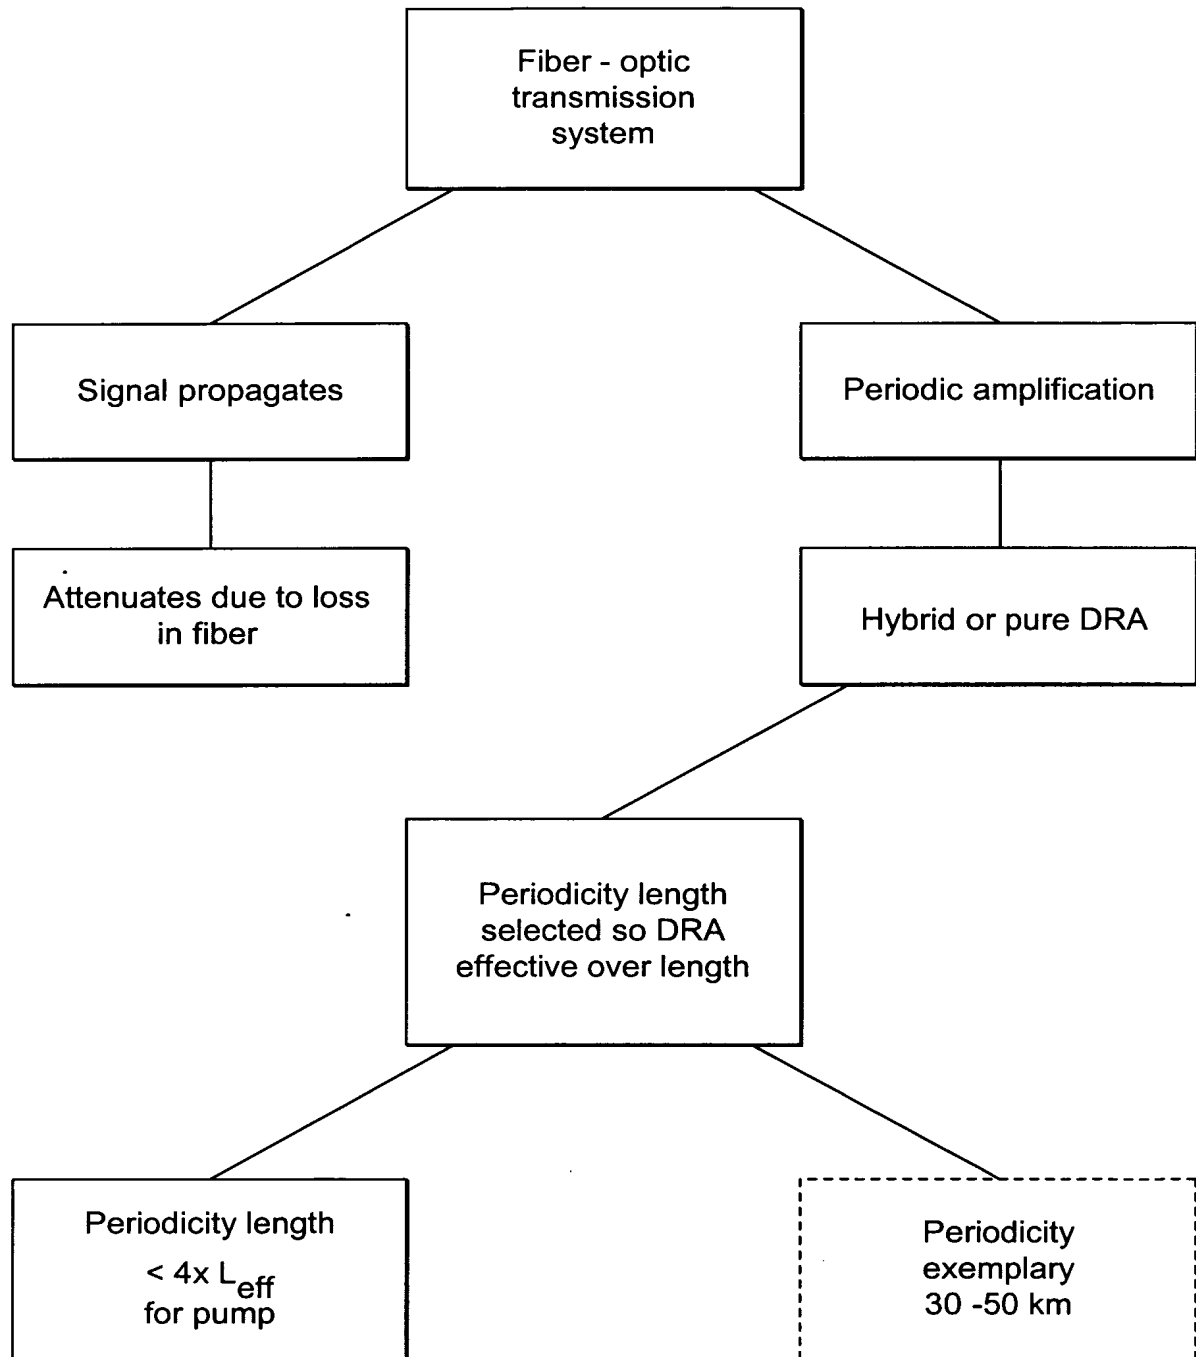 Fiber - optic
transmission
system
Signal propagates
Periodic amplification
Attenuates due to loss
in fiber
Hybrid or pure DRA
Periodicity length
selected so DRA
effective over length
Periodicity length
< 4x Leff
for pump
Periodicity
exemplary
30 -50 km